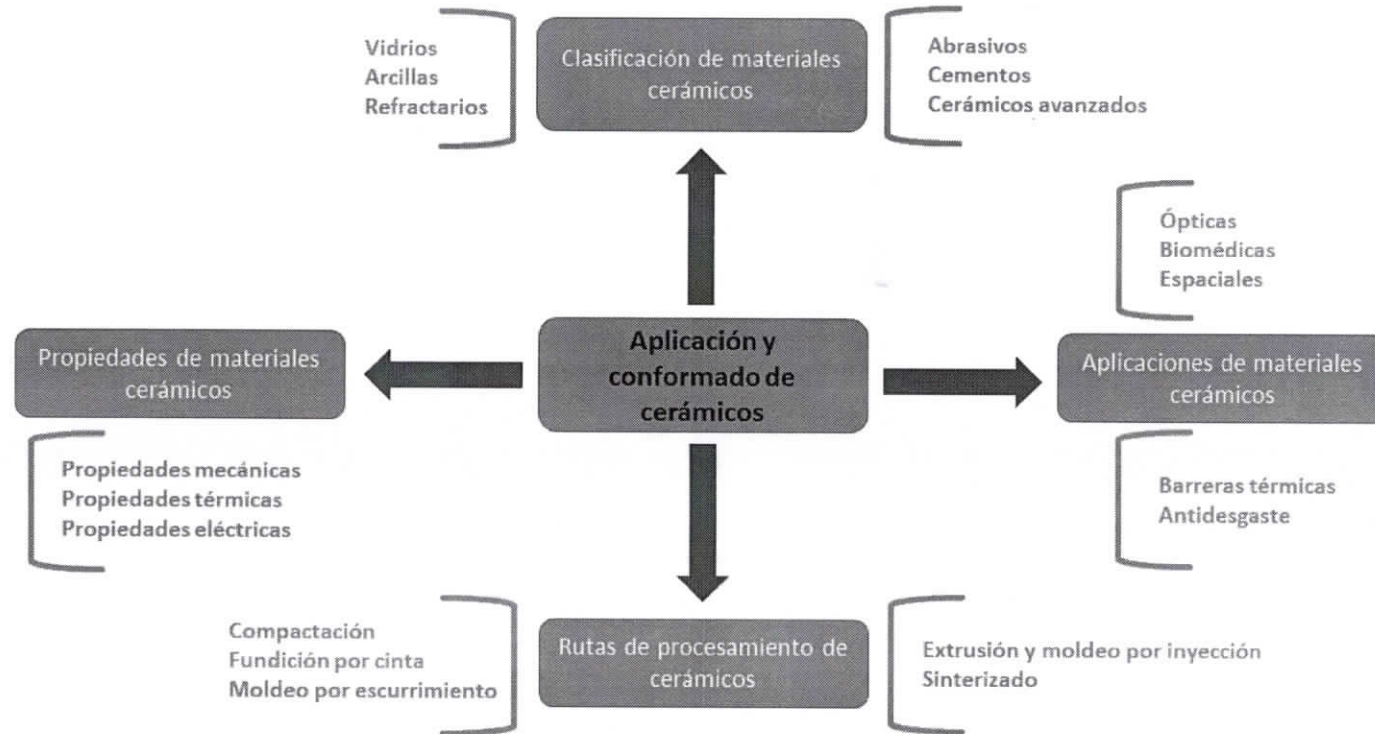 Vidrios
Arcillas
Refractarios
Clasificación de materiales
cerámicos
Abrasivos
Cementos
Cerámicos avanzados
Ópticas
Biomédicas
Espaciales
Propiedades de materiales
cerámicos
Aplicación y
conformado de
cerámicos
Aplicaciones de materiales
cerámicos
Propiedades mecánicas
Propiedades térmicas
Propiedades eléctricas
Barreras térmicas
Antidesgaste
Compactación
Fundición por cinta
Moldeo por escurrimiento
Rutas de procesamiento de
cerámicos
Extrusión y moldeo por inyección
Sinterizado